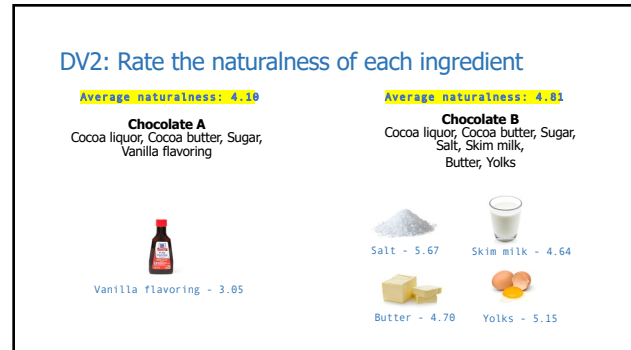 DV2: Rate the naturalness of each ingredient
Average naturalness: 4.10
Chocolate A
Cocoa liquor, Cocoa butter, Sugar,
Vanilla flavoring
Vanilla flavoring - 3.05
Average naturalness: 4.81
Chocolate B
Cocoa liquor, Cocoa butter, Sugar,
Salt, Skim milk,
Butter, Yolks
Salt - 5.67
Skim milk - 4.64
Butter - 4.70
Yolks - 5.15